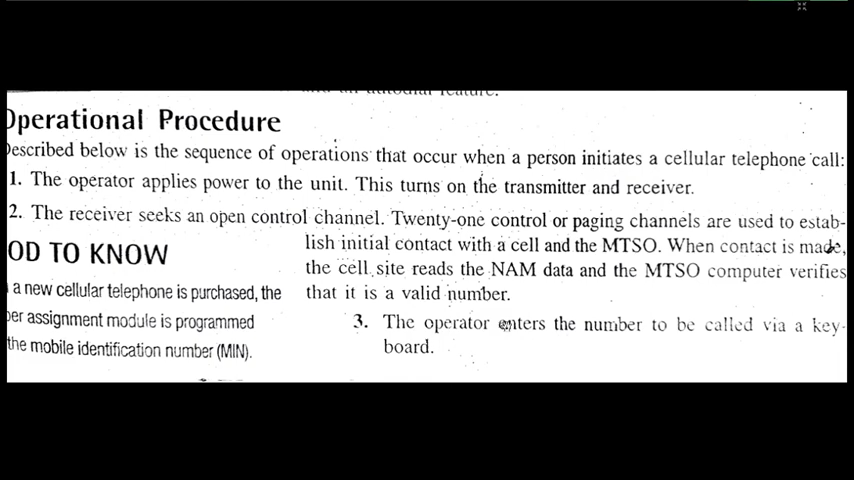 Operational Procedure
Described below is the sequence of operations that occur when a person initiates a cellular telephone call:
1. The operator applies power to the unit. This turns on the transmitter and receiver.
2. The receiver seeks an open control channel. Twenty-one control or paging channels are used to estab-
lish initial contact with a cell and the MTSO. When contact is made,
the cell site reads the NAM data and the MTSO computer verifies
that it is a valid number.
3. The operator enters the number to be called via a key-
board.
OD TO KNOW
a new cellular telephone is purchased, the
ber assignment module is programmed
the mobile identification number (MIN).